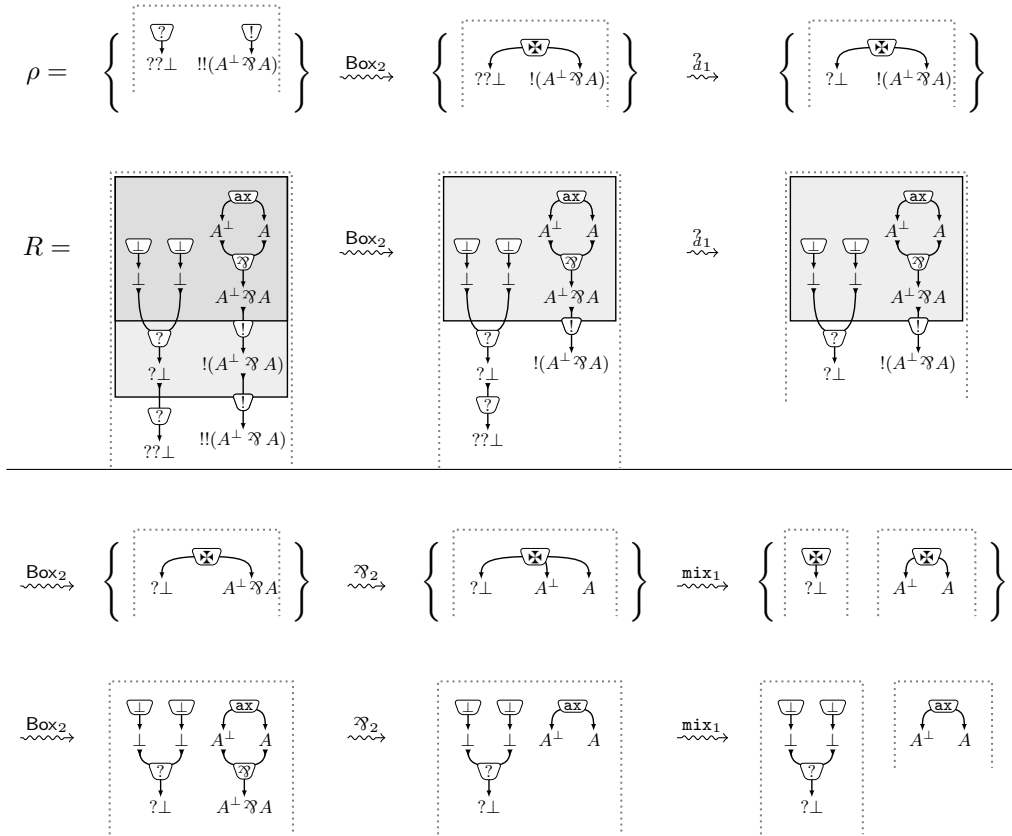 ? !
ρ = { ??⊥ !!(A⊥ ⅋ A) } Box₂ { ✠ ??⊥ !(A⊥⅋A) } ?d₁ { ✠ ?⊥ !(A⊥⅋A) }
ax ax ax
⊥ ⊥ A⊥ A ⊥ ⊥ A⊥ A ⊥ ⊥ A⊥ A
R = Box₂ ?d₁
⅋ ⅋ ⅋
⊥ ⊥ A⊥ ⅋ A ⊥ ⊥ A⊥ ⅋ A ⊥ ⊥ A⊥ ⅋ A
? ! ? ! ? !
?⊥ !(A⊥ ⅋ A) ?⊥ !(A⊥ ⅋ A) ?⊥ !(A⊥ ⅋ A)
? ! ?
??⊥ !!(A⊥ ⅋ A) ??⊥
Box₂ { ✠ ?⊥ A⊥⅋A } ⅋₂ { ✠ ?⊥ A⊥ A } mix₁ { ✠ ?⊥ ✠ A⊥ A }
⊥ ⊥ ax ⊥ ⊥ ax ⊥ ⊥ ax
Box₂ ⅋₂ mix₁
⊥ ⊥ A⊥ A ⊥ ⊥ A⊥ A ⊥ ⊥ A⊥ A
? ⅋ ? ?
?⊥ A⊥ ⅋ A ?⊥ ?⊥